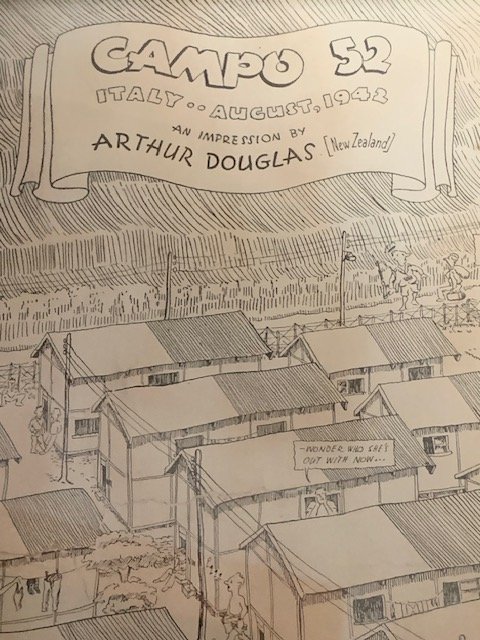 CAMPO 52
ITALY·· AUGUST, 1942
AN IMPRESSION BY
ARTHUR DOUGLAS [New Zealand]
-WONDER WHO SHE'S
OUT WITH NOW...